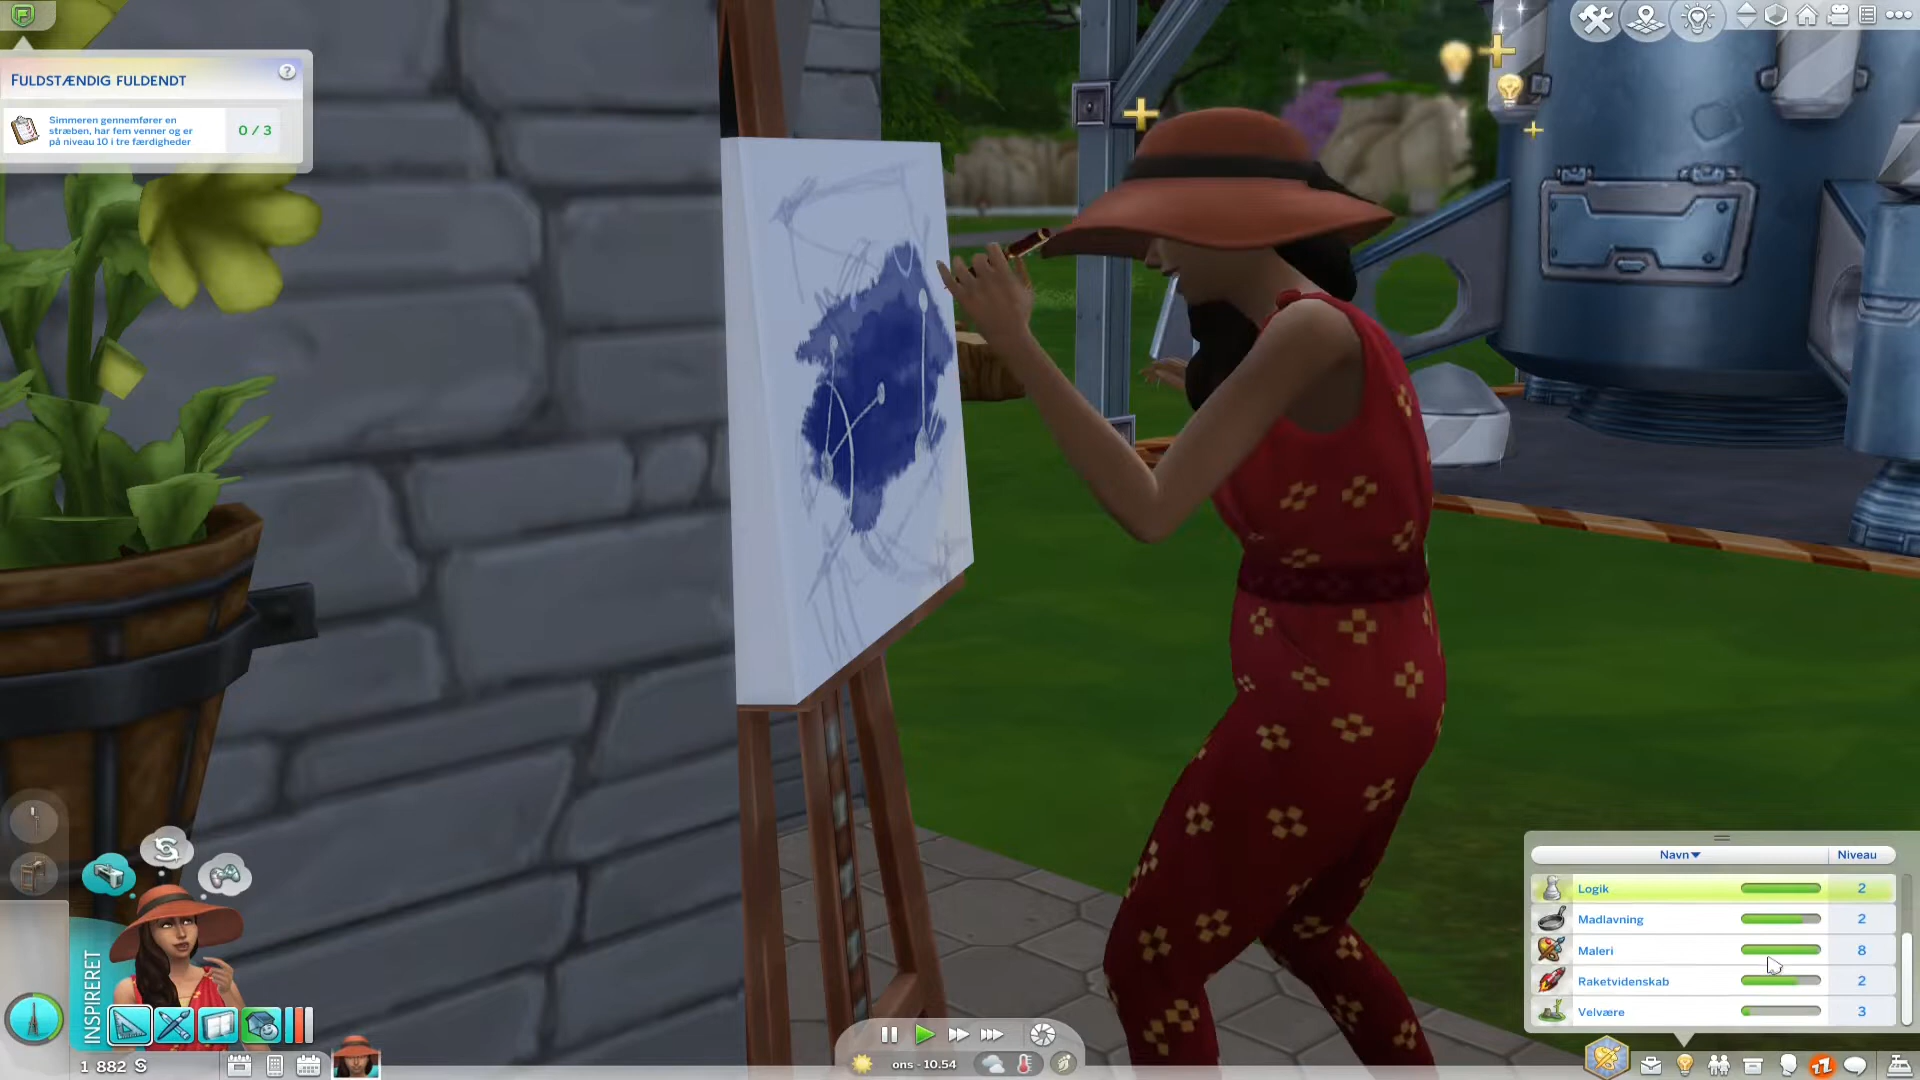 FULDSTÆNDIG FULDENDT
?
Simmeren gennemfører en
stræben, har fem venner og er
på niveau 10 i tre færdigheder
0 / 3
Navn
Niveau
Logik
2
Madlavning
2
Maleri
8
Raketvidenskab
2
Velvære
3
INSPIRERET
1 882
ons - 10.54